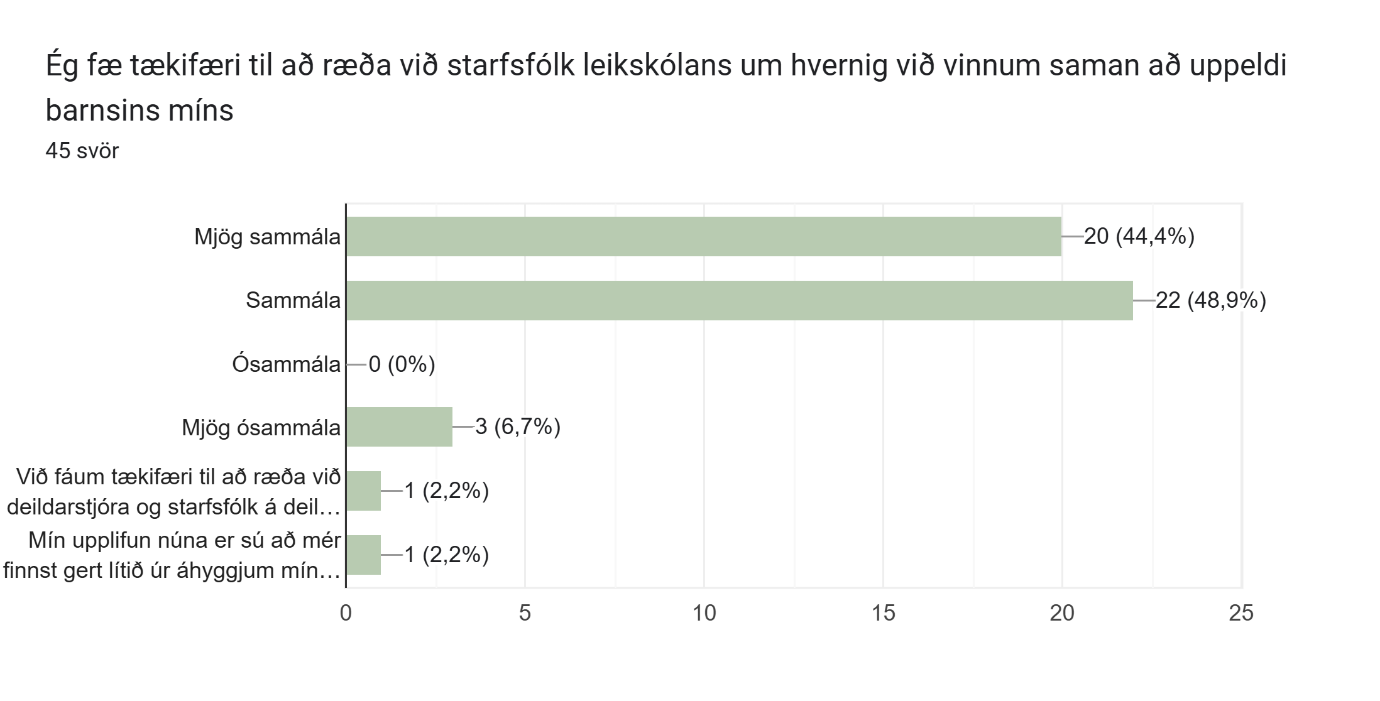 Ég fæ tækifæri til að ræða við starfsfólk leikskólans um hvernig við vinnum saman að uppeldi
barnsins míns
45 svör
Mjög sammála
20 (44,4%)
Sammála
22 (48,9%)
Ósammála
0 (0%)
Mjög ósammála
3 (6,7%)
Við fáum tækifæri til að ræða við
deildarstjóra og starfsfólk á deil…
1 (2,2%)
Mín upplifun núna er sú að mér
finnst gert lítið úr áhyggjum mín…
1 (2,2%)
0 5 10 15 20 25